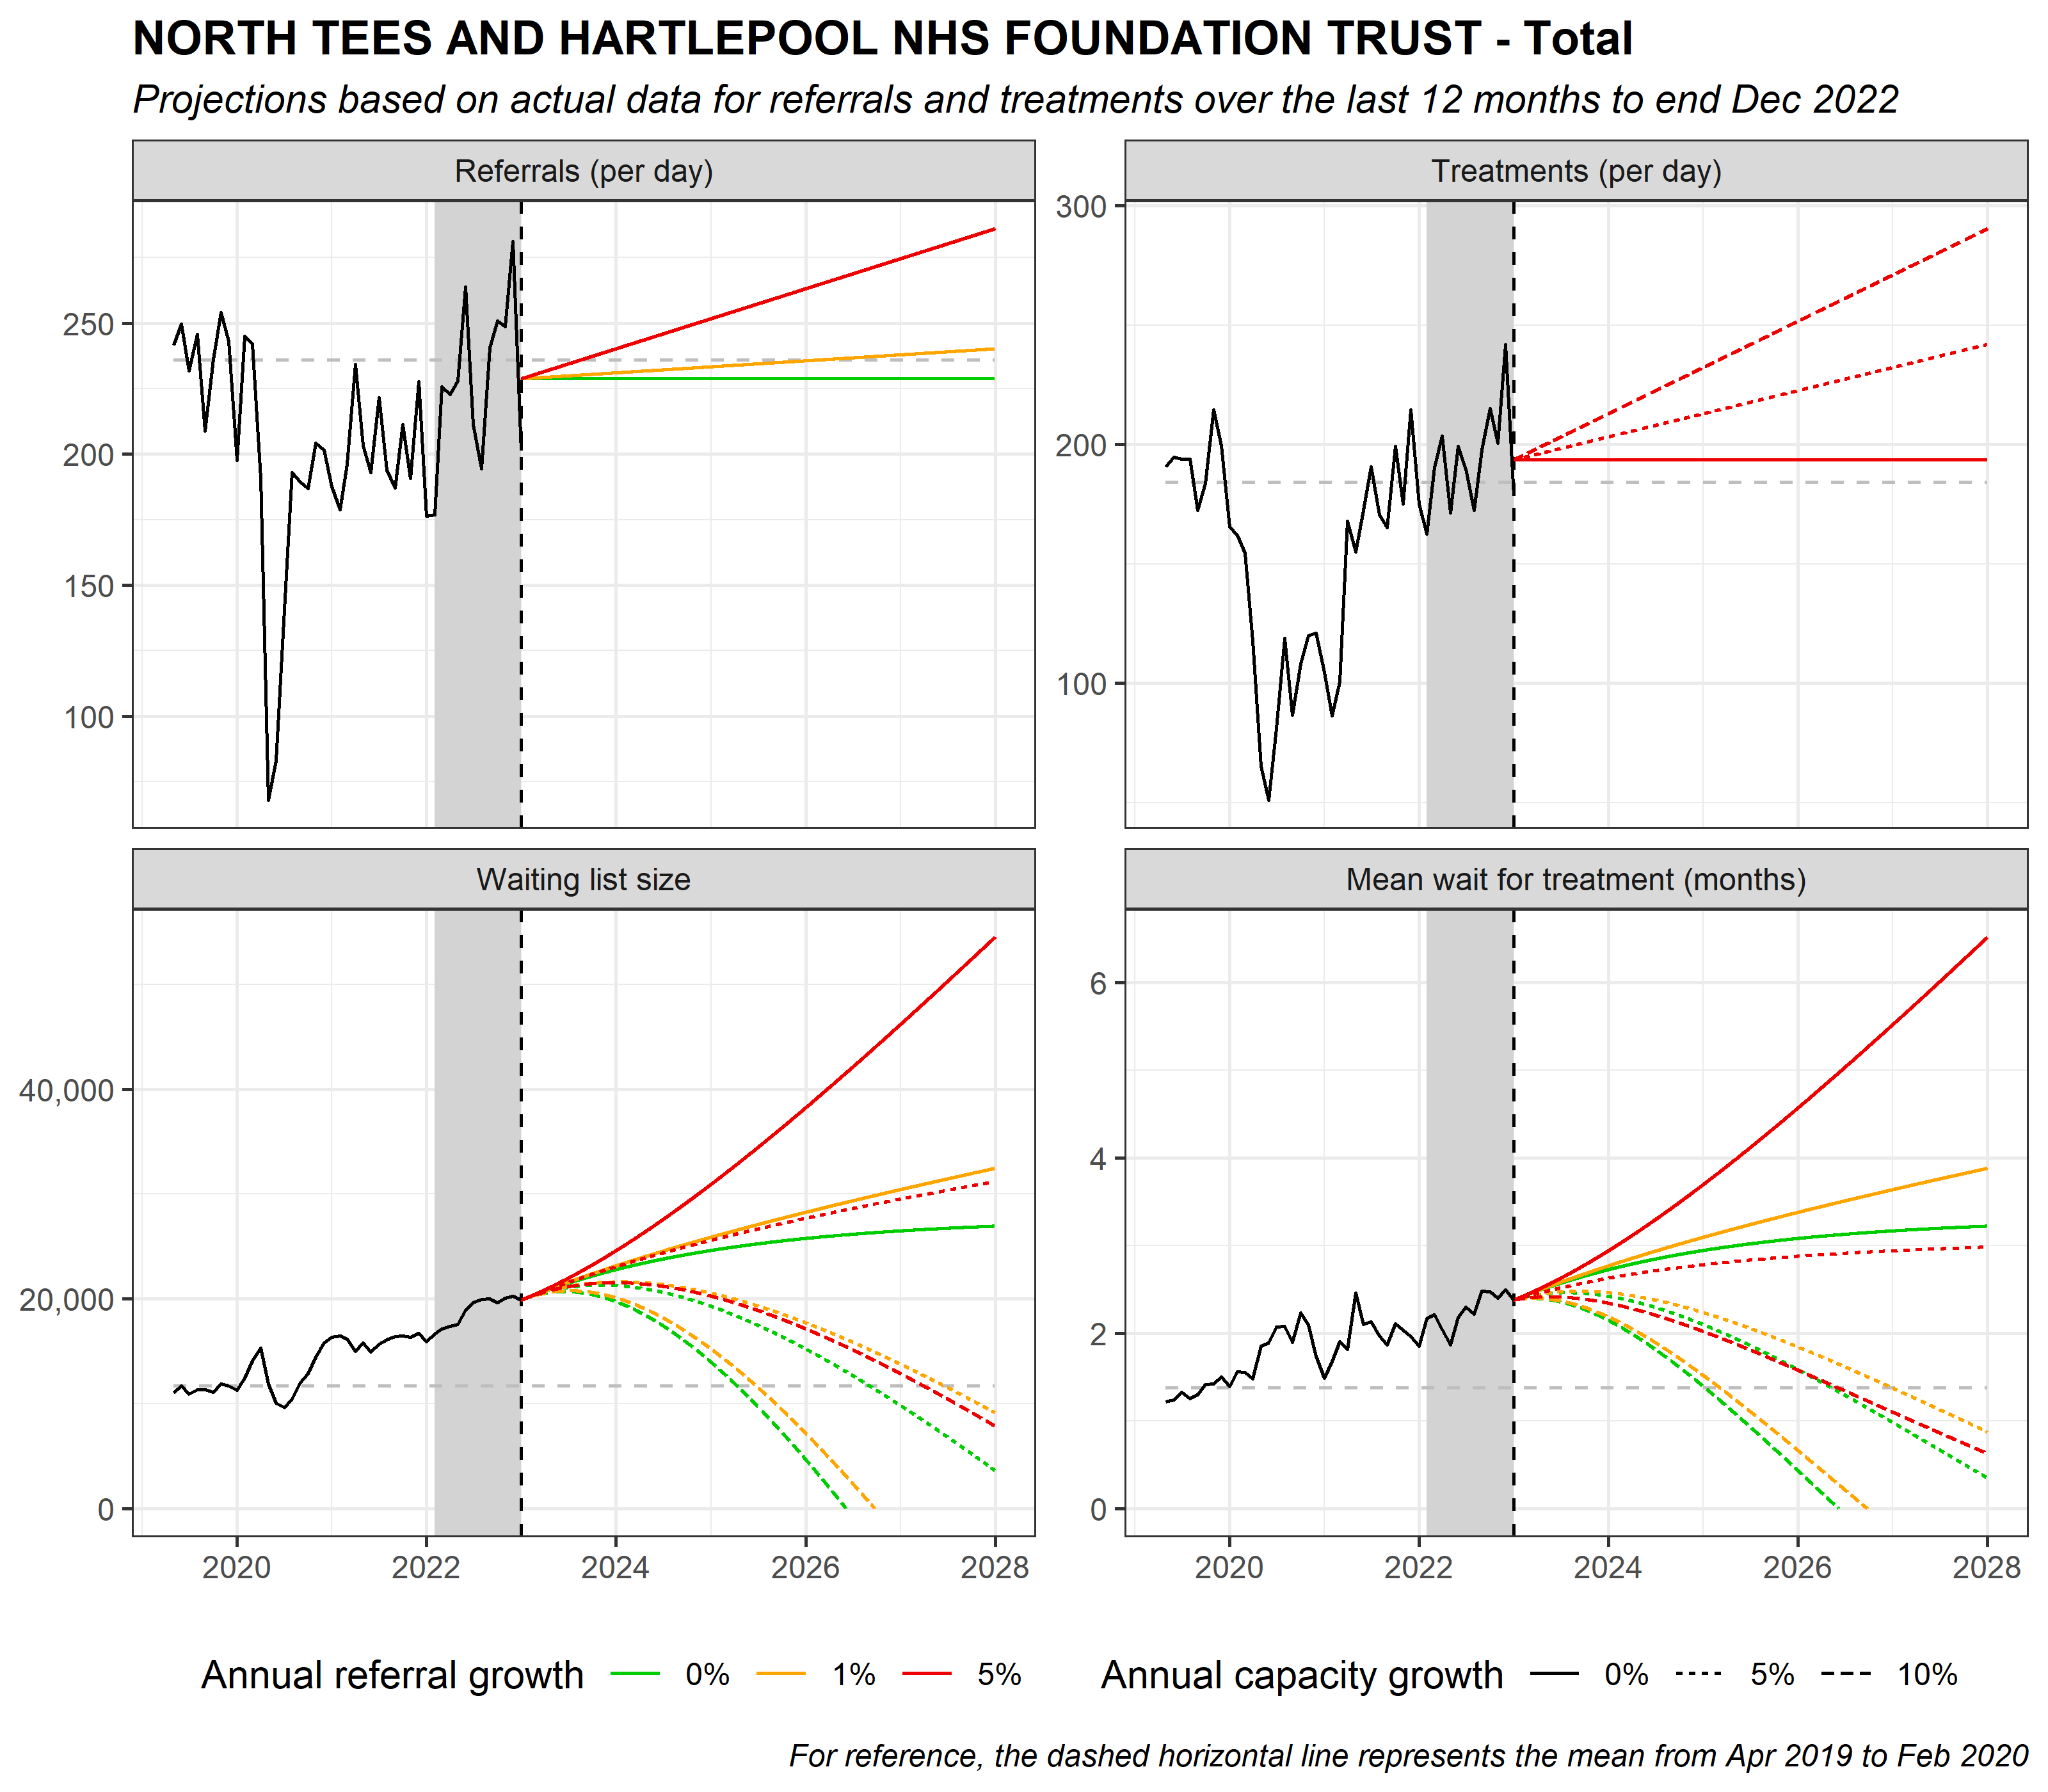 NORTH TEES AND HARTLEPOOL NHS FOUNDATION TRUST - Total
Projections based on actual data for referrals and treatments over the last 12 months to end Dec 2022
Referrals (per day)
250
200
150
100
Treatments (per day)
300
200
100
Waiting list size
40,000
20,000
0
2020 2022 2024 2026 2028
Mean wait for treatment (months)
6
4
2
0
2020 2022 2024 2026 2028
Annual referral growth 0% 1% 5%
Annual capacity growth 0% 5% 10%
For reference, the dashed horizontal line represents the mean from Apr 2019 to Feb 2020